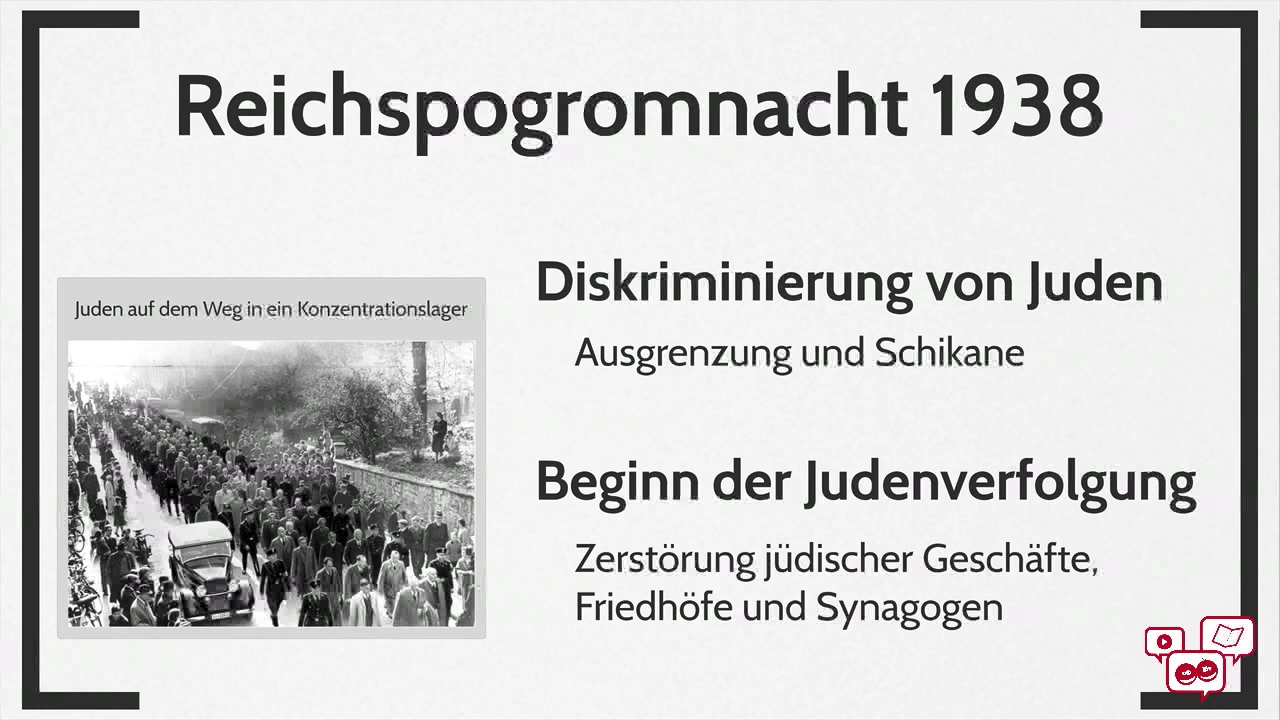 Reichspogromnacht 1938
Juden auf dem Weg in ein Konzentrationslager
Diskriminierung von Juden
Ausgrenzung und Schikane
Beginn der Judenverfolgung
Zerstörung jüdischer Geschäfte,
Friedhöfe und Synagogen